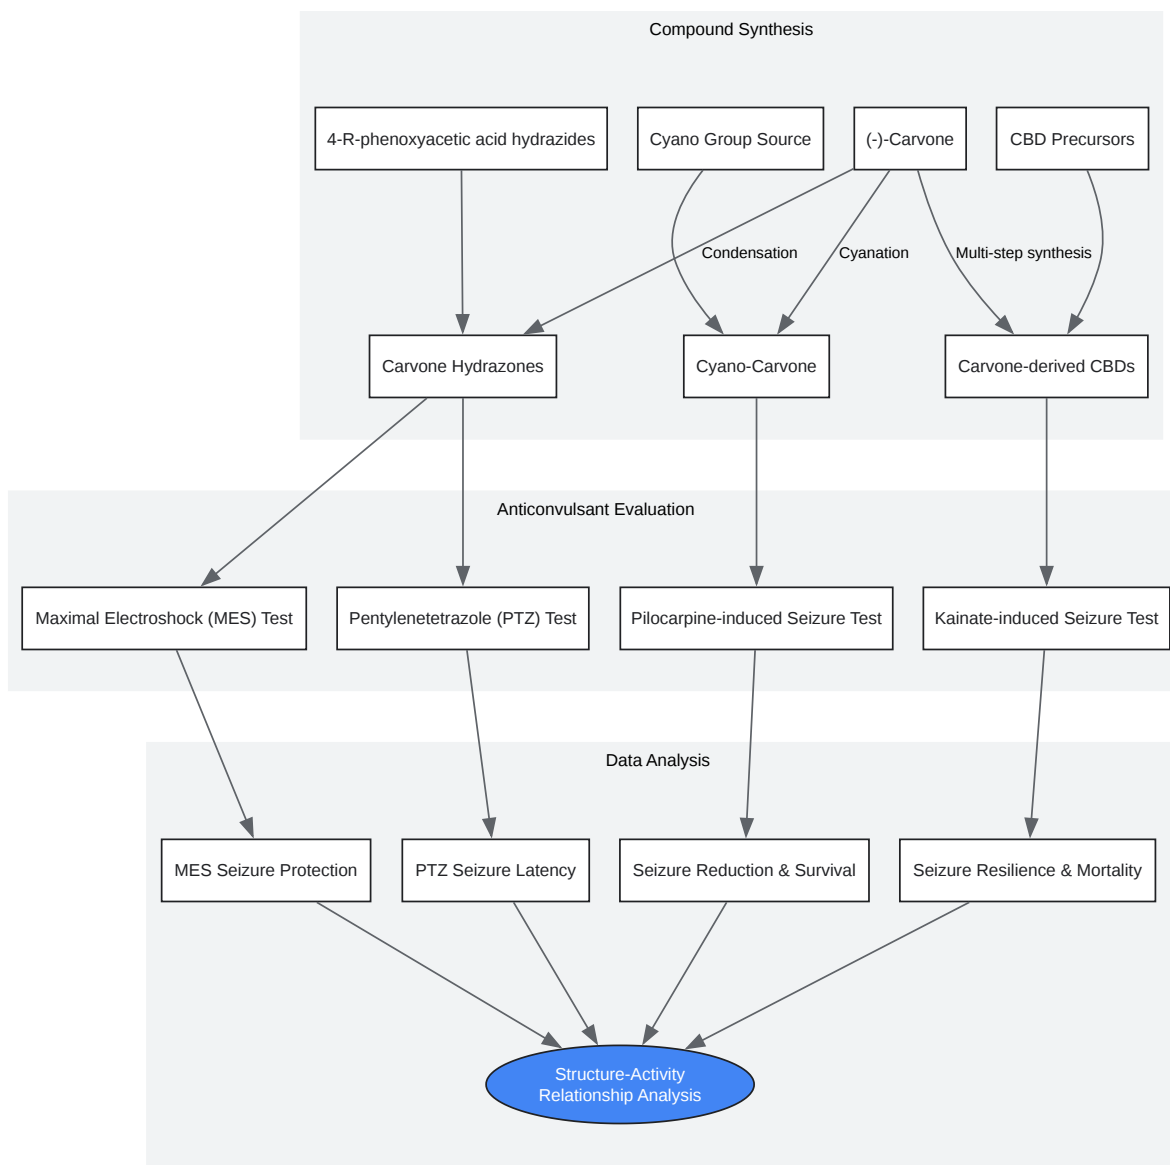 Compound Synthesis
4-R-phenoxyacetic acid hydrazides
Cyano Group Source
(-)-Carvone
CBD Precursors
Condensation
Cyanation
Multi-step synthesis
Carvone Hydrazones
Cyano-Carvone
Carvone-derived CBDs
Anticonvulsant Evaluation
Maximal Electroshock (MES) Test
Pentylenetetrazole (PTZ) Test
Pilocarpine-induced Seizure Test
Kainate-induced Seizure Test
Data Analysis
MES Seizure Protection
PTZ Seizure Latency
Seizure Reduction & Survival
Seizure Resilience & Mortality
Structure-Activity
Relationship Analysis